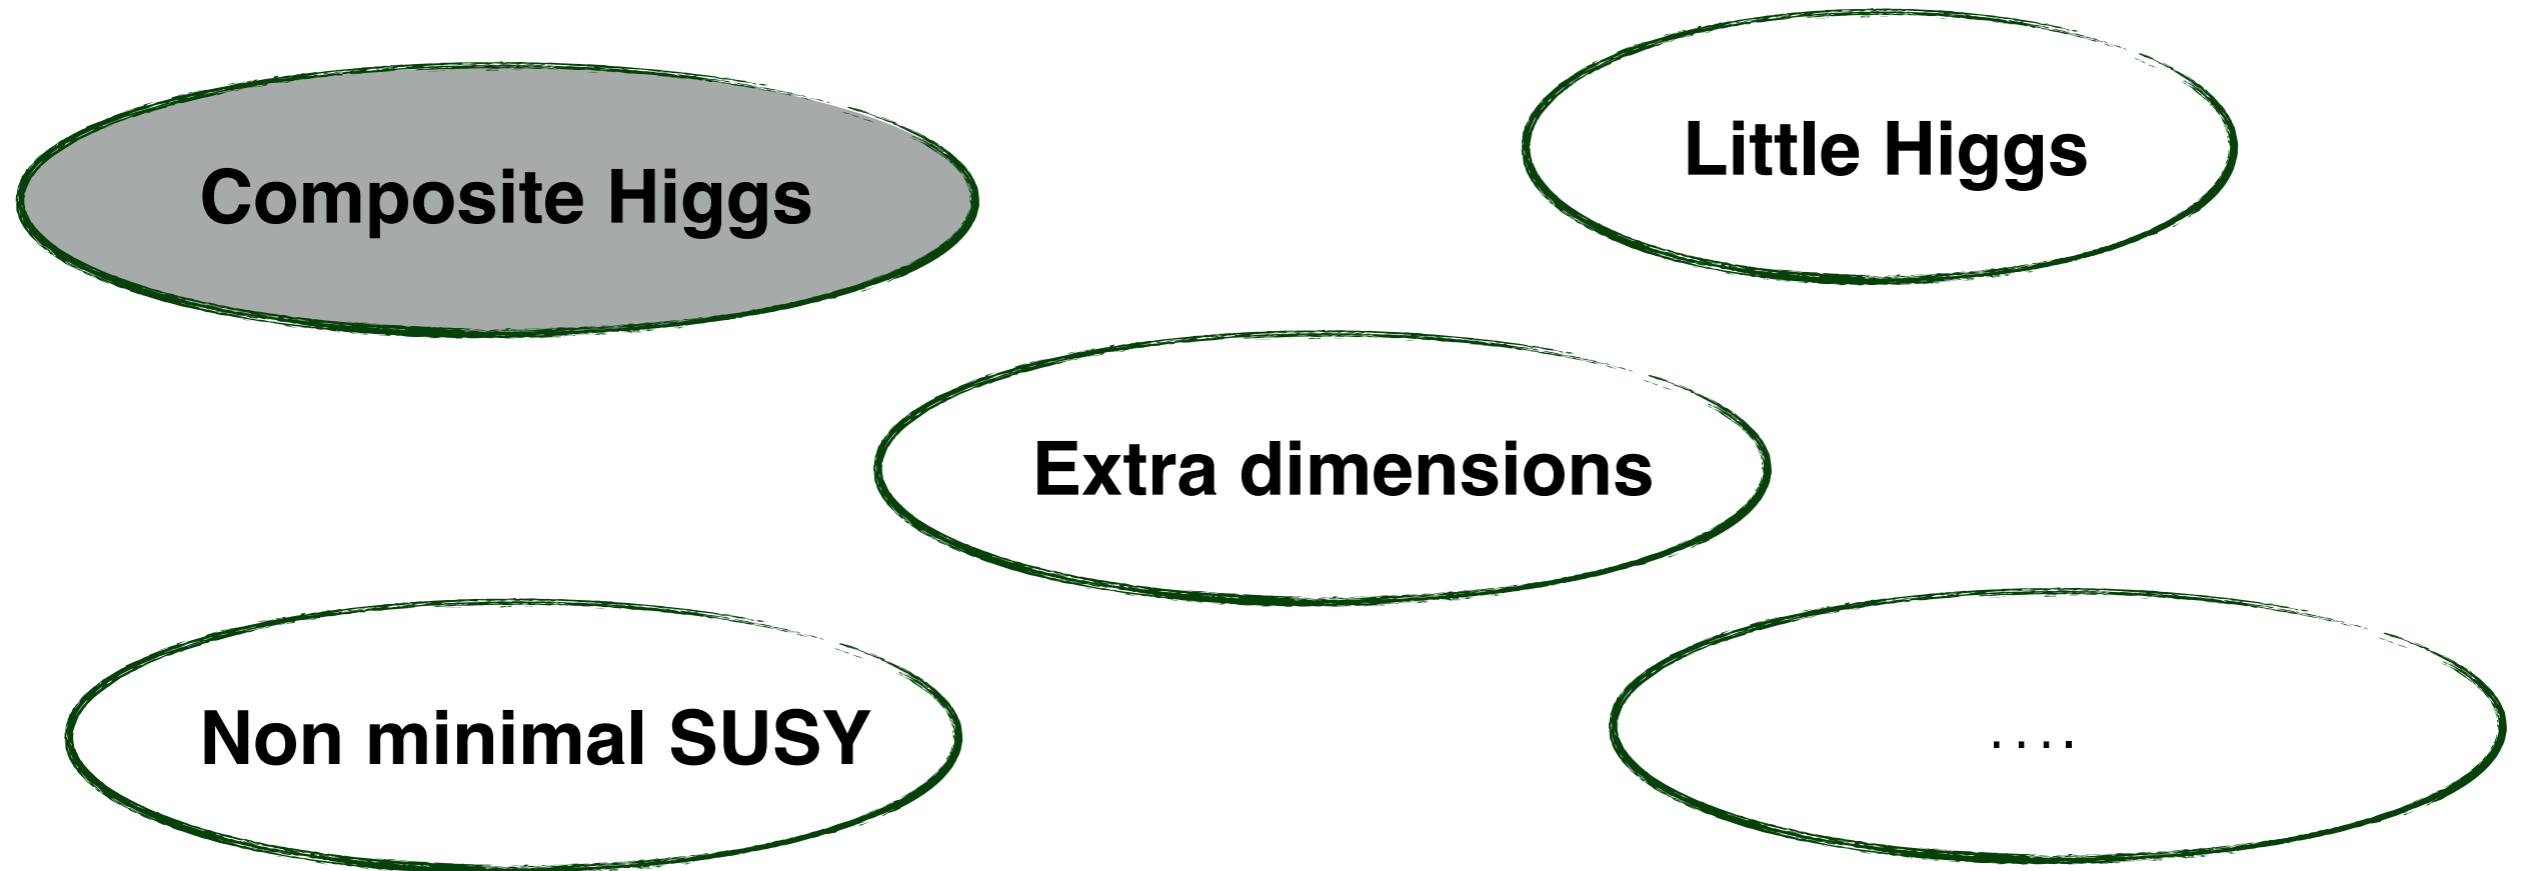 Composite Higgs
Little Higgs
Extra dimensions
Non minimal SUSY
. . . .